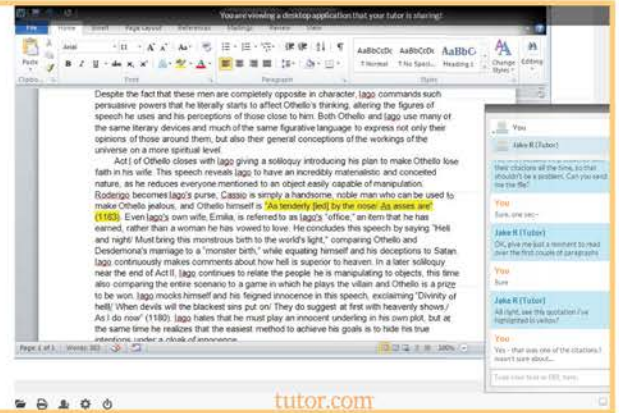 You are viewing a desktop application that your tutor is sharing!
File Home Insert Page Layout References Mailings Review View
Arial 11
Paste
B I U
AaBbCcDc AaBbCcDc AaBbC
T Normal T No Spaci... Heading 1
Change Styles
Editing
Font Paragraph Styles
Despite the fact that these men are completely opposite in character, Iago commands such
persuasive powers that he literally starts to affect Othello's thinking, altering the figures of
speech he uses and his perceptions of those close to him. Both Othello and Iago use many of
the same literary devices and much of the same figurative language to express not only their
opinions of those around them, but also their general conceptions of the workings of the
universe on a more spiritual level.
Act I of Othello closes with Iago giving a soliloquy introducing his plan to make Othello lose
faith in his wife. This speech reveals Iago to have an incredibly materialistic and conceited
nature, as he reduces everyone mentioned to an object easily capable of manipulation.
Roderigo becomes Iago's purse, Cassio is simply a handsome, noble man who can be used to
make Othello jealous, and Othello himself is "As tenderly [led] by the nose/ As asses are"
(1163). Even Iago's own wife, Emilia, is referred to as Iago's "office," an item that he has
earned, rather than a woman he has vowed to love. He concludes this speech by saying "Hell
and night/ Must bring this monstrous birth to the world's light," comparing Othello and
Desdemona's marriage to a "monster birth," while equating himself and his deceptions to Satan.
Iago continuously makes comments about how hell is superior to heaven. In a later soliloquy
near the end of Act II, Iago continues to relate the people he is manipulating to objects, this time
also comparing the entire scenario to a game in which he plays the villain and Othello is a prize
to be won. Iago mocks himself and his feigned innocence in this speech, exclaiming "Divinity of
hell!/ When devils will the blackest sins put on/ They do suggest at first with heavenly shows./
As I do now" (1180). Iago hates that he must play an innocent underling in his own plot, but at
the same time he realizes that the easiest method to achieve his goals is to hide his true
intentions under a cloak of innocence.
Page: 1 of 1 Words: 383
100%
You
Jake R (Tutor)
their citations all the time, so that
shouldn't be a problem. Can you send
me the file?
You
Sure, one sec-
Jake R (Tutor)
OK, give me just a moment to read
over the first couple of paragraphs
You
Sure
Jake R (Tutor)
All right, see this quotation I've
highlighted in yellow?
You
Yes - that was one of the citations I
wasn't sure about...
tutor.com